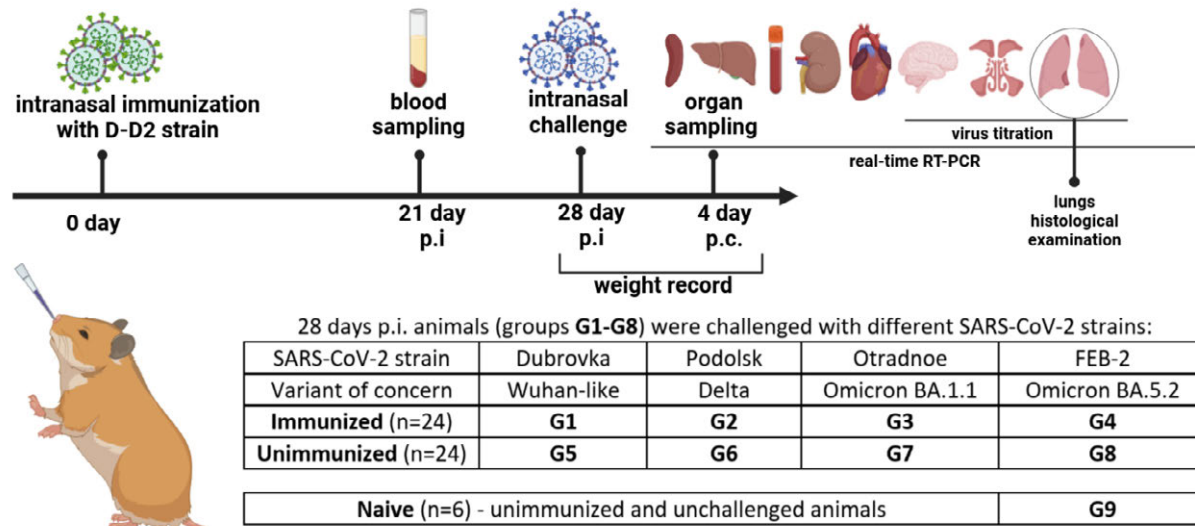 intranasal immunization
with D-D2 strain
blood
sampling
intranasal
challenge
organ
sampling
virus titration
real-time RT-PCR
0 day
21 day
p.i
28 day
p.i
4 day
p.c.
lungs
histological
examination
weight record
28 days p.i. animals (groups G1-G8) were challenged with different SARS-CoV-2 strains:
SARS-CoV-2 strain Dubrovka Podolsk Otradnoe FEB-2
Variant of concern Wuhan-like Delta Omicron BA.1.1 Omicron BA.5.2
Immunized (n=24) G1 G2 G3 G4
Unimmunized (n=24) G5 G6 G7 G8
Naive (n=6) - unimmunized and unchallenged animals G9